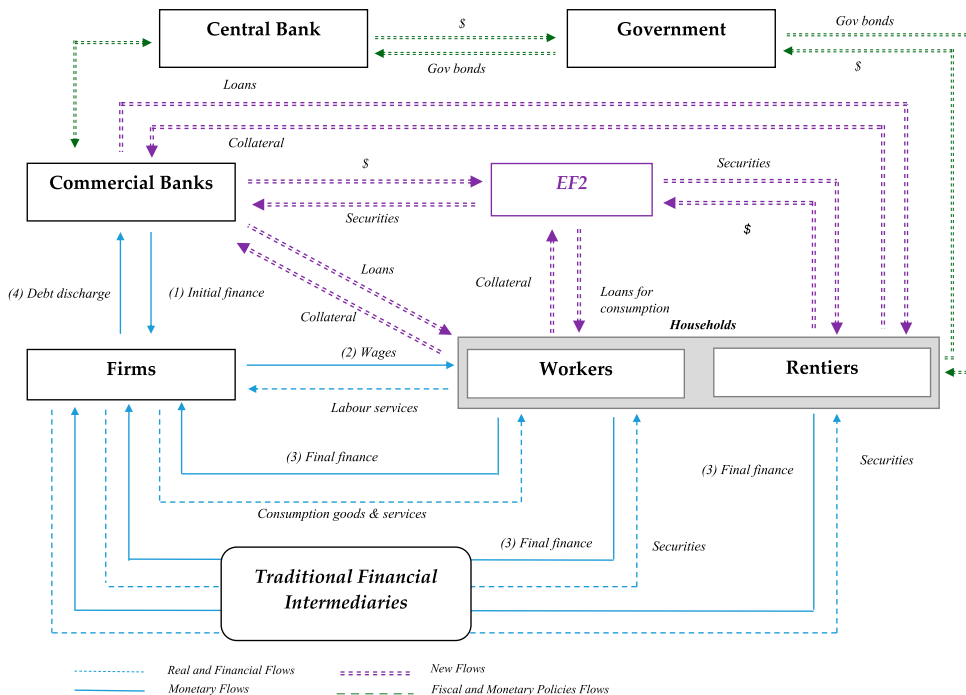 Central Bank
$
Government
Gov bonds
Gov bonds
$
Loans
Collateral
Commercial Banks
$
EF2
Securities
Securities
$
Loans
Collateral
Collateral
Loans for
consumption
(4) Debt discharge
(1) Initial finance
Households
Firms
(2) Wages
Workers
Rentiers
Labour services
(3) Final finance
(3) Final finance
Securities
Consumption goods & services
(3) Final finance
Securities
Traditional Financial
Intermediaries
Real and Financial Flows
New Flows
Monetary Flows
Fiscal and Monetary Policies Flows